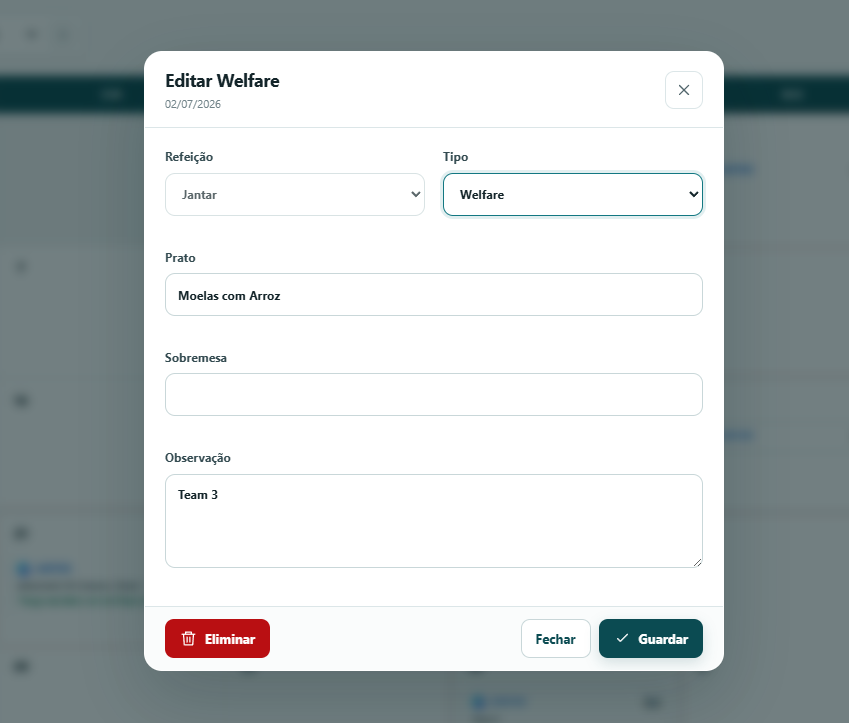 Editar Welfare
02/07/2026
Refeição
Tipo
Jantar
Welfare
Prato
Moelas com Arroz
Sobremesa
Observação
Team 3
Eliminar
Fechar
Guardar